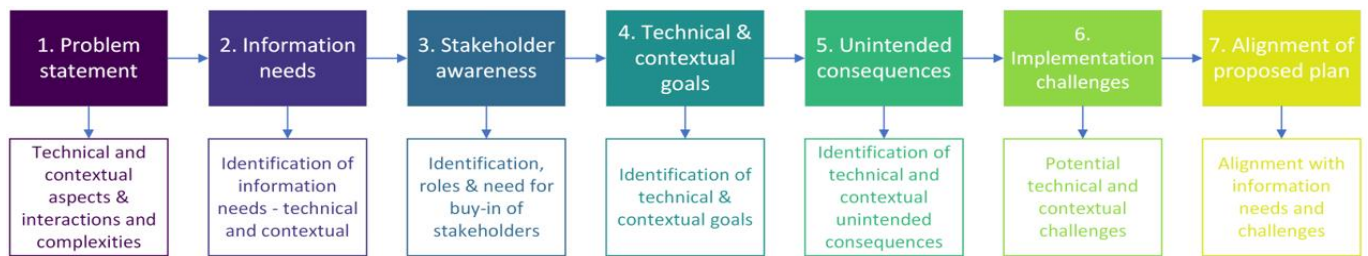 1. Problem
statement
2. Information
needs
3. Stakeholder
awareness
4. Technical &
contextual
goals
5. Unintended
consequences
6.
Implementation
challenges
7. Alignment of
proposed plan
Technical and
contextual
aspects &
interactions and
complexities
Identification of
information
needs - technical
and contextual
Identification,
roles & need for
buy-in of
stakeholders
Identification of
technical &
contextual goals
Identification of
technical and
contextual
unintended
consequences
Potential
technical and
contextual
challenges
Alignment with
information
needs and
challenges